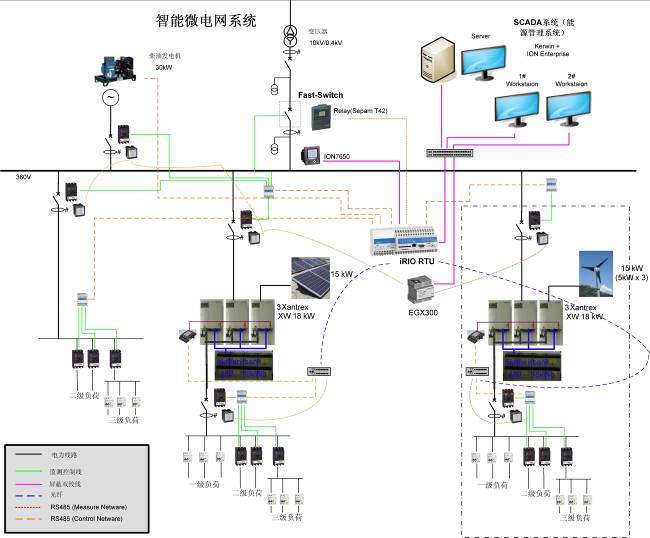 智能微电网系统
变压器
10kV/0.4kV
SCADA系统(能
源管理系统)
Server
Kerwin +
ION Enterprise
1#
Workstaion
2#
Workstaion
柴油发电机
30kW
Fast-Switch
Relay(Sepam T42)
ION7650
380V
iRIO RTU
EGX300
15 kW
3Xantrex
XW 18 kW
15 kW
(5kW x 3)
3Xantrex
XW 18 kW
二级负荷
三级负荷
一级负荷
二级负荷
三级负荷
一级负荷
二级负荷
三级负荷
电力线路
监测控制线
屏蔽双绞线
光纤
RS485 (Measure Netware)
RS485 (Control Netware)